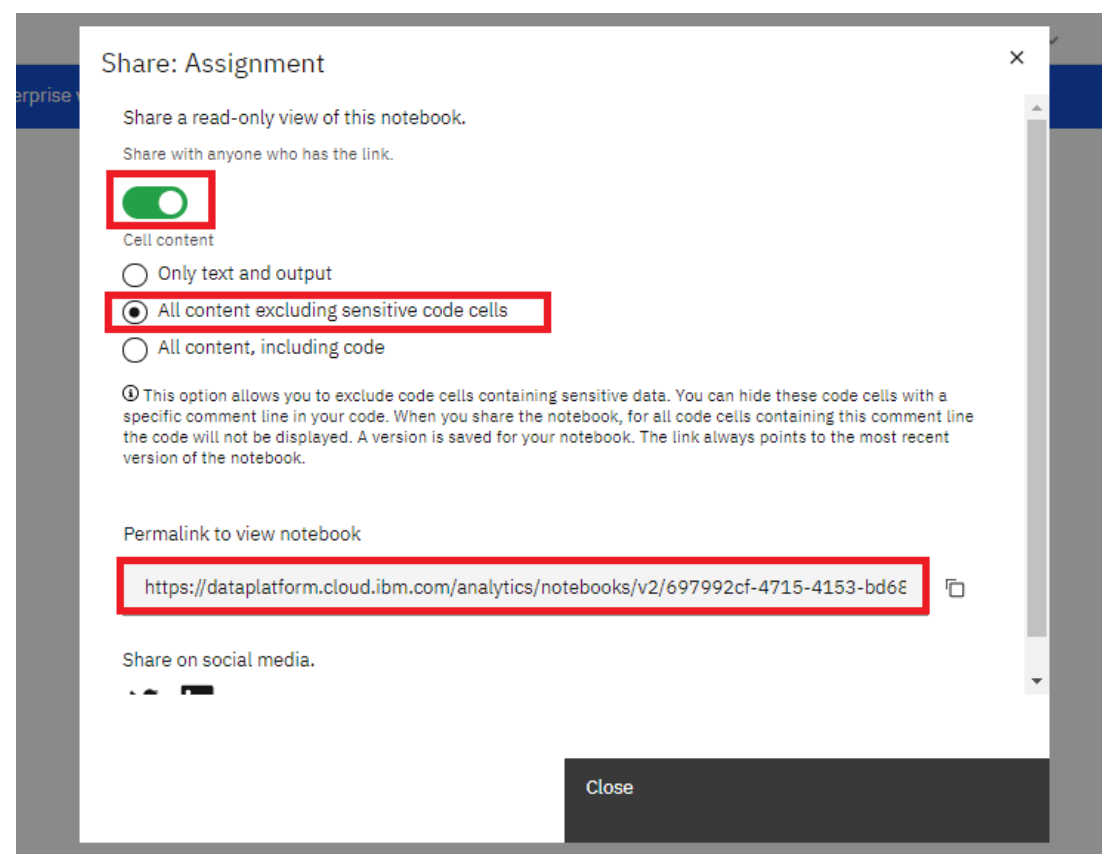 Share: Assignment
erprise
Share a read-only view of this notebook.
Share with anyone who has the link.
Cell content
Only text and output
All content excluding sensitive code cells
All content, including code
This option allows you to exclude code cells containing sensitive data. You can hide these code cells with a
specific comment line in your code. When you share the notebook, for all code cells containing this comment line
the code will not be displayed. A version is saved for your notebook. The link always points to the most recent
version of the notebook.
Permalink to view notebook
https://dataplatform.cloud.ibm.com/analytics/notebooks/v2/697992cf-4715-4153-bd68
Share on social media.
Close